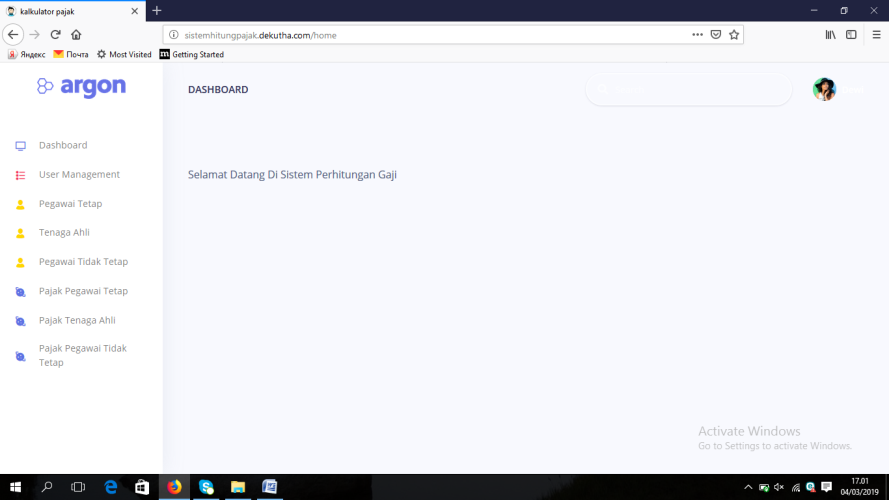 kalkulator pajak
sistemhitungpajak.dekutha.com/home
Яндекс Почта Most Visited Getting Started
argon
DASHBOARD
Dashboard
User Management
Selamat Datang Di Sistem Perhitungan Gaji
Pegawai Tetap
Tenaga Ahli
Pegawai Tidak Tetap
Pajak Pegawai Tetap
Pajak Tenaga Ahli
Pajak Pegawai Tidak
Tetap
Activate Windows
Go to Settings to activate Windows.
17.01
04/03/2019